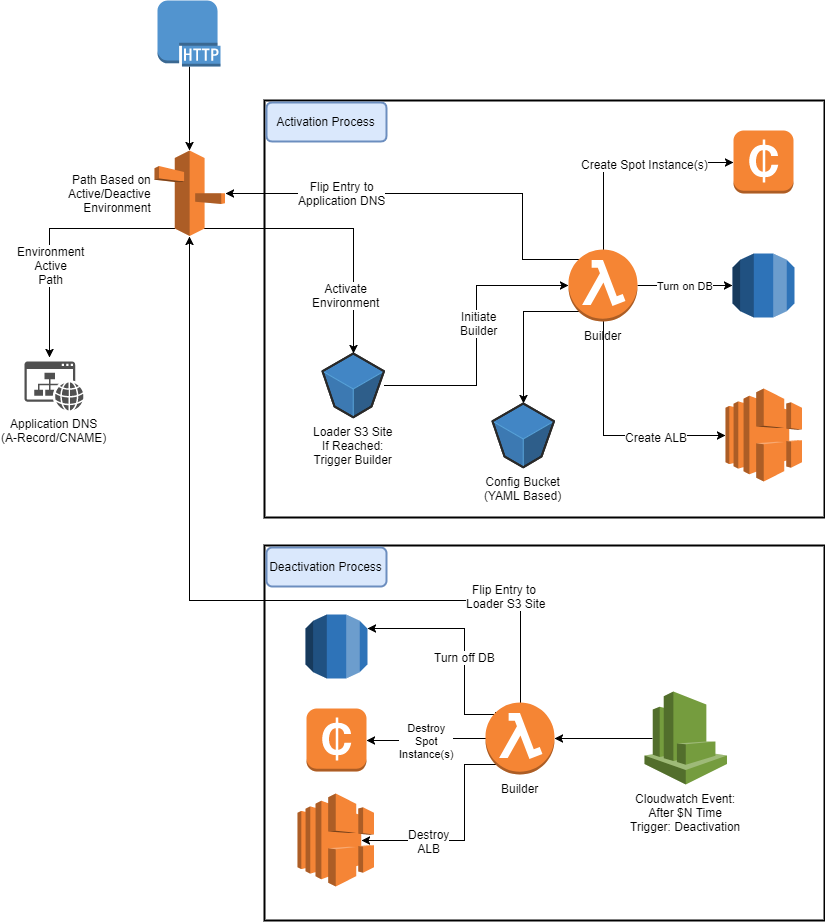 HTTP
Activation Process
Path Based on
Active/Deactive
Environment
Flip Entry to
Application DNS
Create Spot Instance(s)
Environment
Active
Path
Activate
Environment
Initiate
Builder
Turn on DB
Builder
Application DNS
(A-Record/CNAME)
Loader S3 Site
If Reached:
Trigger Builder
Create ALB
Config Bucket
(YAML Based)
Deactivation Process
Flip Entry to
Loader S3 Site
Turn off DB
Destroy
Spot
Instance(s)
Builder
Cloudwatch Event:
After $N Time
Trigger: Deactivation
Destroy
ALB